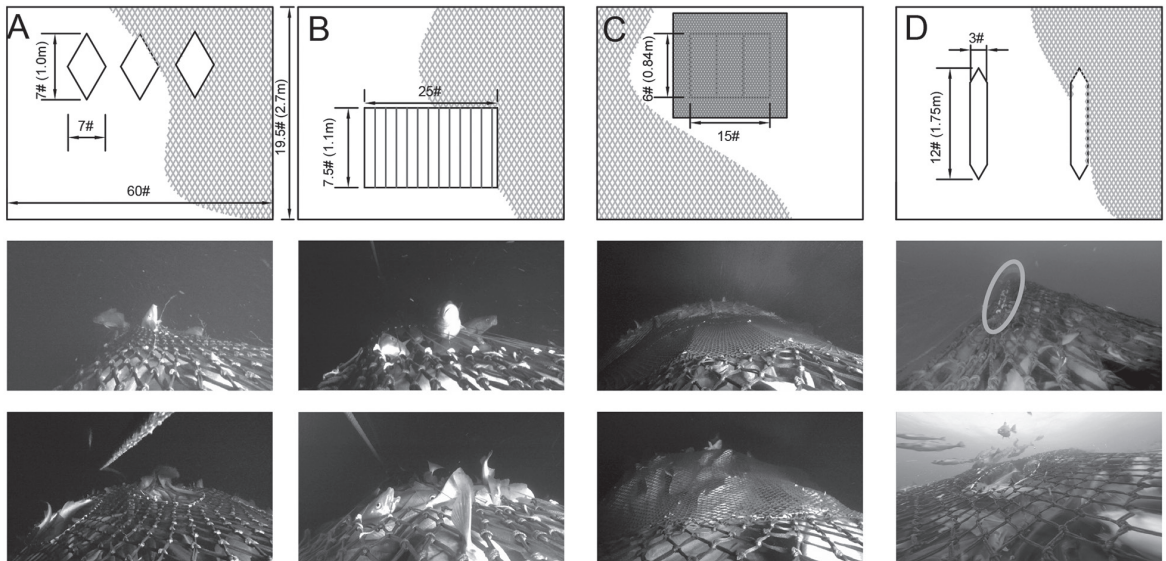 A
7# (1.0m)
7#
60#
19.5# (2.7m)
B
25#
7.5# (1.1m)
C
6# (0.84m)
15#
D
3#
12# (1.75m)